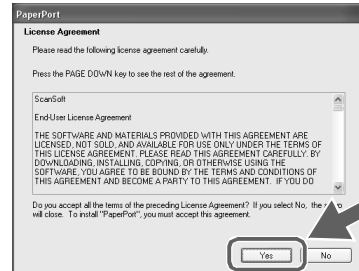 PaperPort
License Agreement
Please read the following license agreement carefully.
Press the PAGE DOWN key to see the rest of the agreement.
ScanSoft
End-User License Agreement
THE SOFTWARE AND MATERIALS PROVIDED WITH THIS AGREEMENT ARE
LICENSED, NOT SOLD, AND AVAILABLE FOR USE ONLY UNDER THE TERMS OF
THIS LICENSE AGREEMENT. PLEASE READ THIS AGREEMENT CAREFULLY. BY
DOWNLOADING, INSTALLING, COPYING, OR OTHERWISE USING THE
SOFTWARE, YOU AGREE TO BE BOUND BY THE TERMS AND CONDITIONS OF
THIS AGREEMENT AND BECOME A PARTY TO THIS AGREEMENT. IF YOU DO
Do you accept all the terms of the preceding License Agreement? If you select No, the
will close. To install "PaperPort", you must accept this agreement.
Yes
No